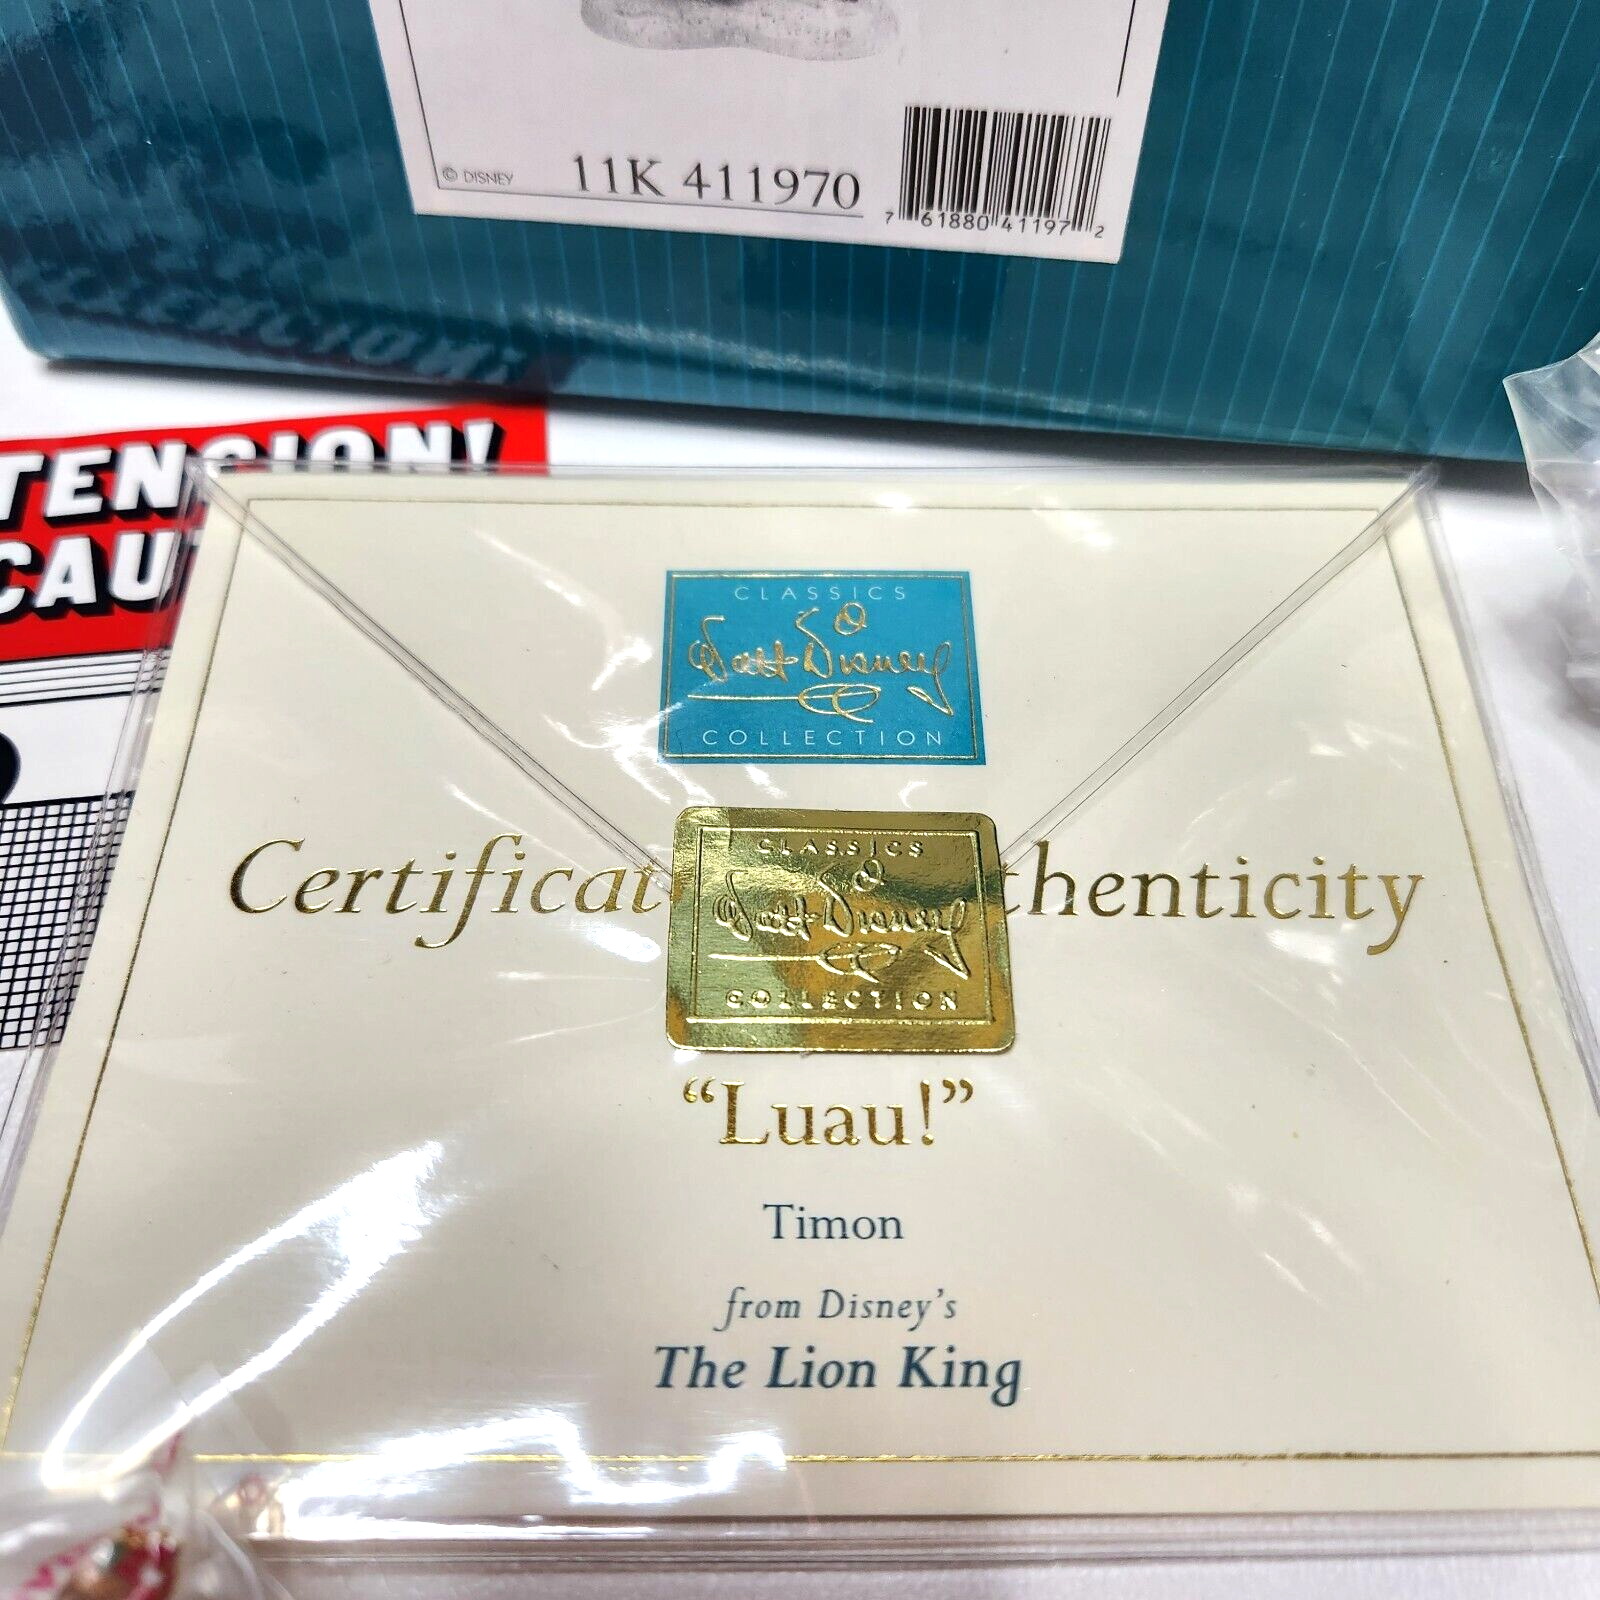 © DISNEY 11K 411970
7 61880 41197 2
TENCION!
CAU
CLASSICS
Walt Disney
COLLECTION
Certificat thenticity
CLASSICS
Walt Disney
COLLECTION
“Luau!”
Timon
from Disney’s
The Lion King